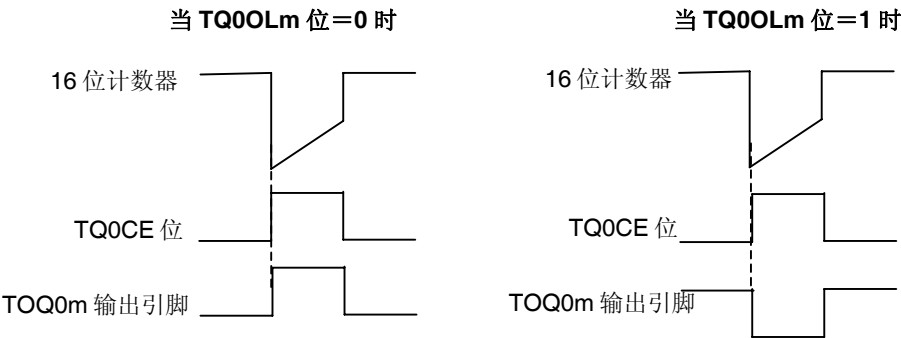 当 TQ0OLm 位＝0 时
16 位计数器
TQ0CE 位
TOQ0m 输出引脚
当 TQ0OLm 位＝1 时
16 位计数器
TQ0CE 位
TOQ0m 输出引脚